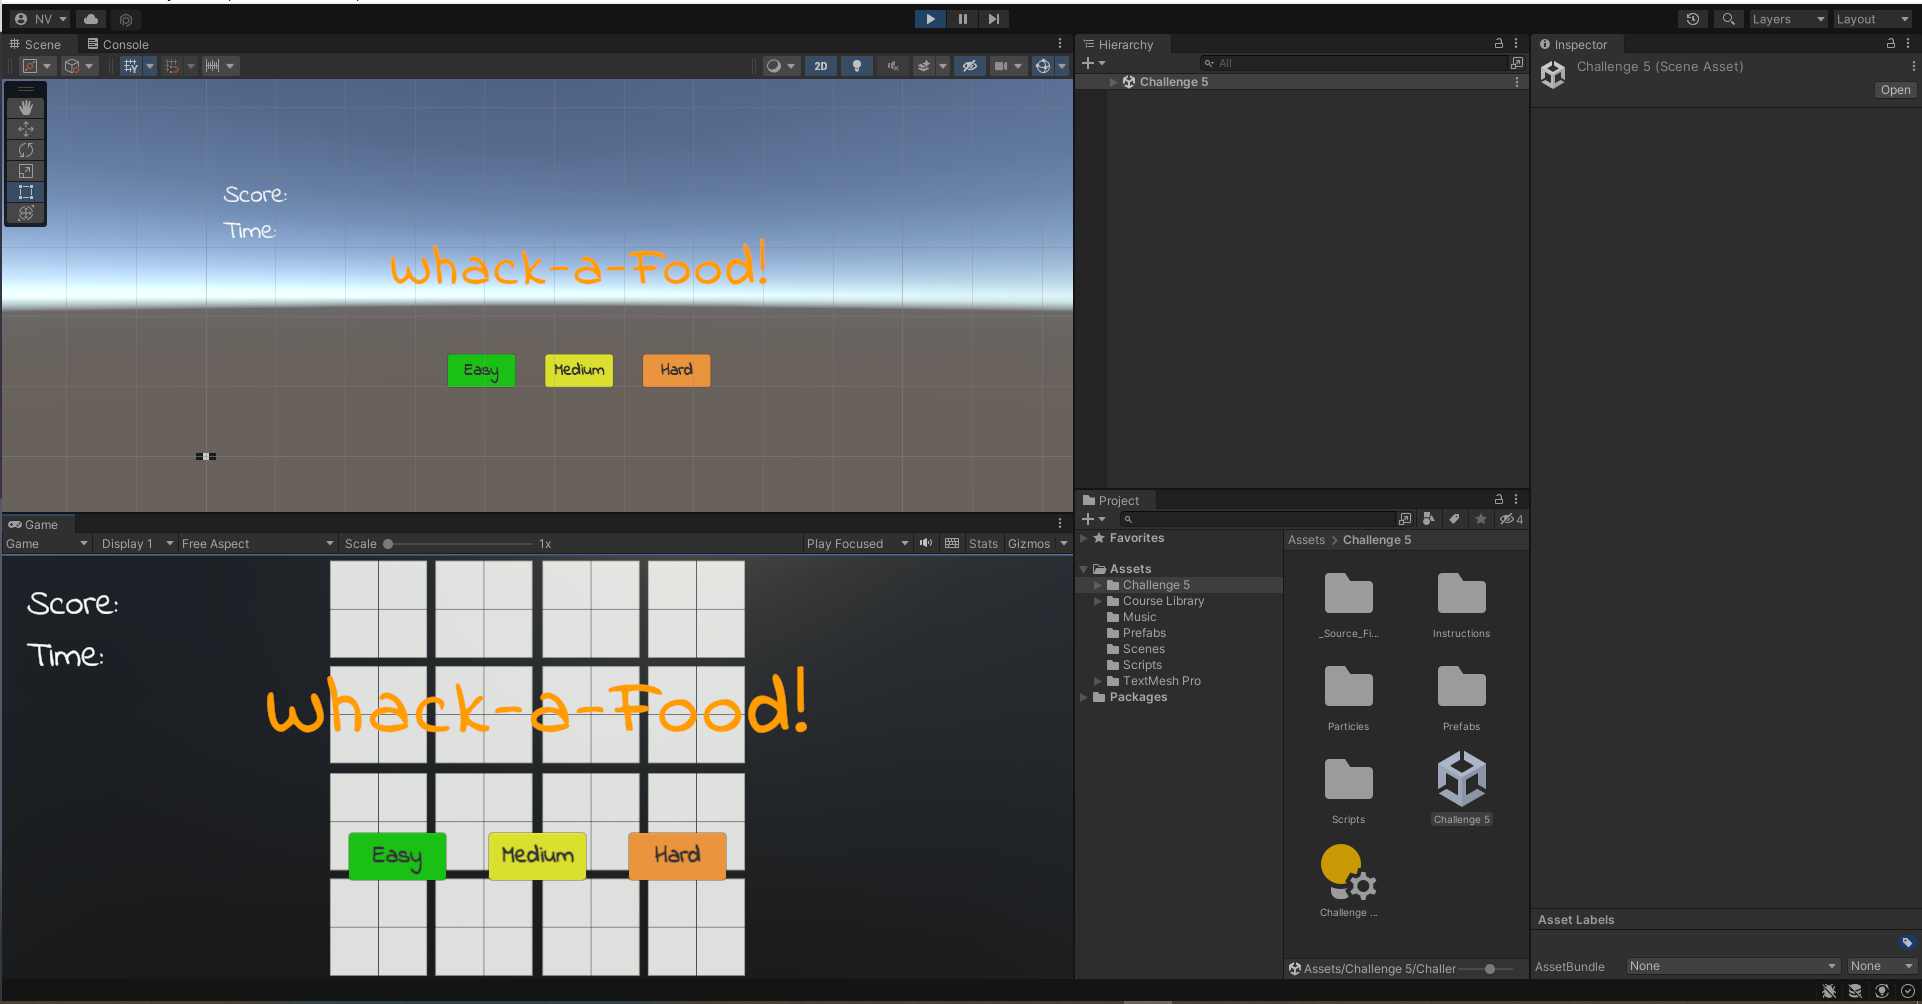 NV
Layers
Layout
Scene
Console
2D
Score:
Time:
Whack-a-Food!
Easy
Medium
Hard
Game
Game
Display 1
Free Aspect
Scale
1x
Play Focused
Stats
Gizmos
Score:
Time:
Whack-a-Food!
Easy
Medium
Hard
Hierarchy
All
Challenge 5
Project
4
Favorites
Assets
Challenge 5
Course Library
Music
Prefabs
Scenes
Scripts
TextMesh Pro
Packages
Assets > Challenge 5
_Source_Fi...
Instructions
Particles
Prefabs
Scripts
Challenge 5
Challenge ...
Assets/Challenge 5/Challer
Inspector
Challenge 5 (Scene Asset)
Open
Asset Labels
AssetBundle
None
None